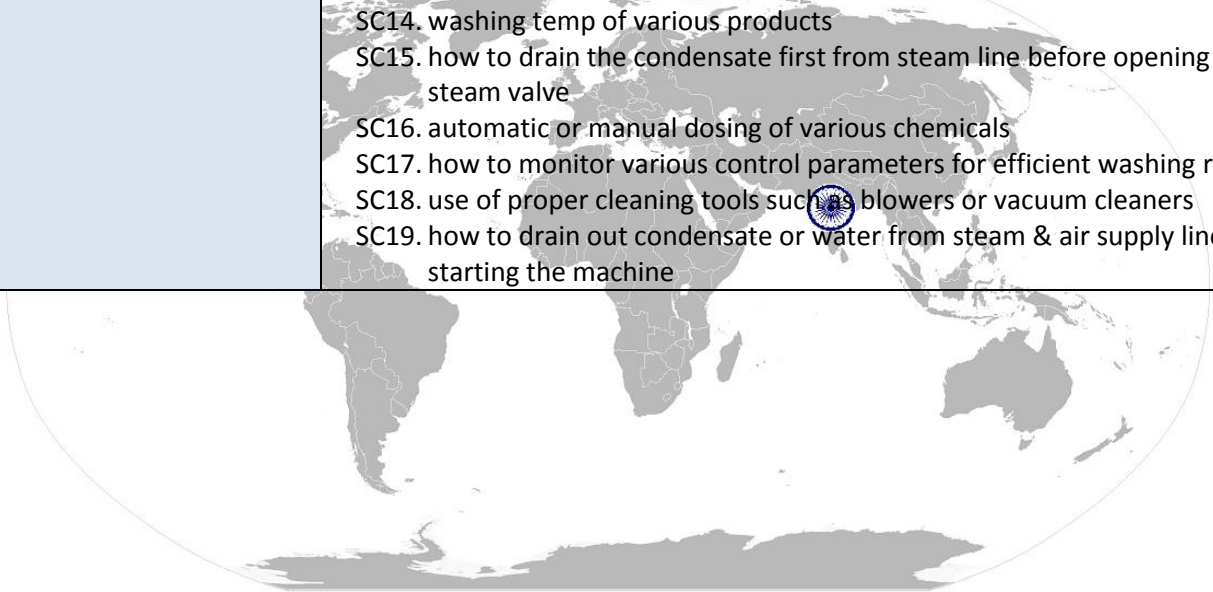 SC14. washing temp of various products
SC15. how to drain the condensate first from steam line before opening
steam valve
SC16. automatic or manual dosing of various chemicals
SC17. how to monitor various control parameters for efficient washing r
SC18. use of proper cleaning tools such as blowers or vacuum cleaners
SC19. how to drain out condensate or water from steam & air supply line
starting the machine